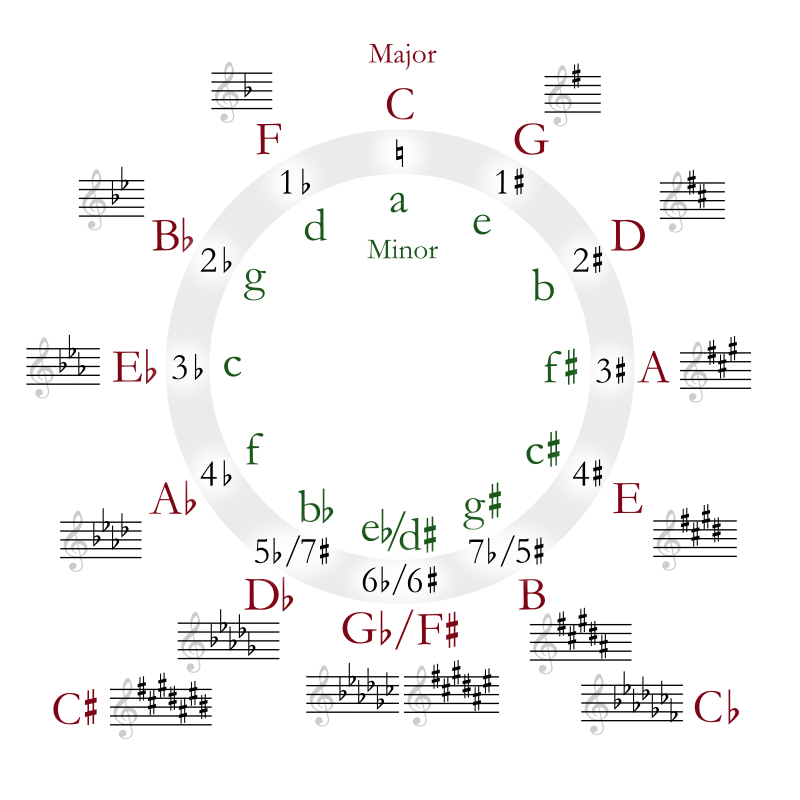 Major
C
F
G
♮
1♭
1♯
a
d
e
B♭
D
Minor
2♭
2♯
g
b
E♭
3♭
c
f♯
3♯
A
f
c♯
4♭
4♯
A♭
E
b♭
e♭/d♯
g♯
5♭/7♯
7♭/5♯
6♭/6♯
D♭
B
G♭/F♯
C♯
C♭